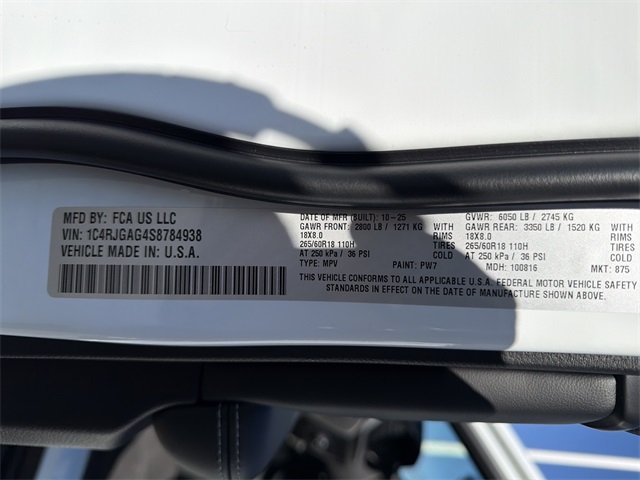 MFD BY: FCA US LLC
VIN: 1C4RJGAG4S8784938
VEHICLE MADE IN: U.S.A.
DATE OF MFR (BUILT): 10-25 GVWR: 6050 LB / 2745 KG
GAWR FRONT: 2800 LB / 1271 KG WITH GAWR REAR: 3350 LB / 1520 KG WITH
18X8.0 RIMS 18X8.0 RIMS
265/60R18 110H TIRES 265/60R18 110H TIRES
AT 250 kPa / 36 PSI COLD AT 250 kPa / 36 PSI COLD
TYPE: MPV PAINT: PW7 MDH: 100816 MKT: 875
THIS VEHICLE CONFORMS TO ALL APPLICABLE U.S.A. FEDERAL MOTOR VEHICLE SAFETY
STANDARDS IN EFFECT ON THE DATE OF MANUFACTURE SHOWN ABOVE.